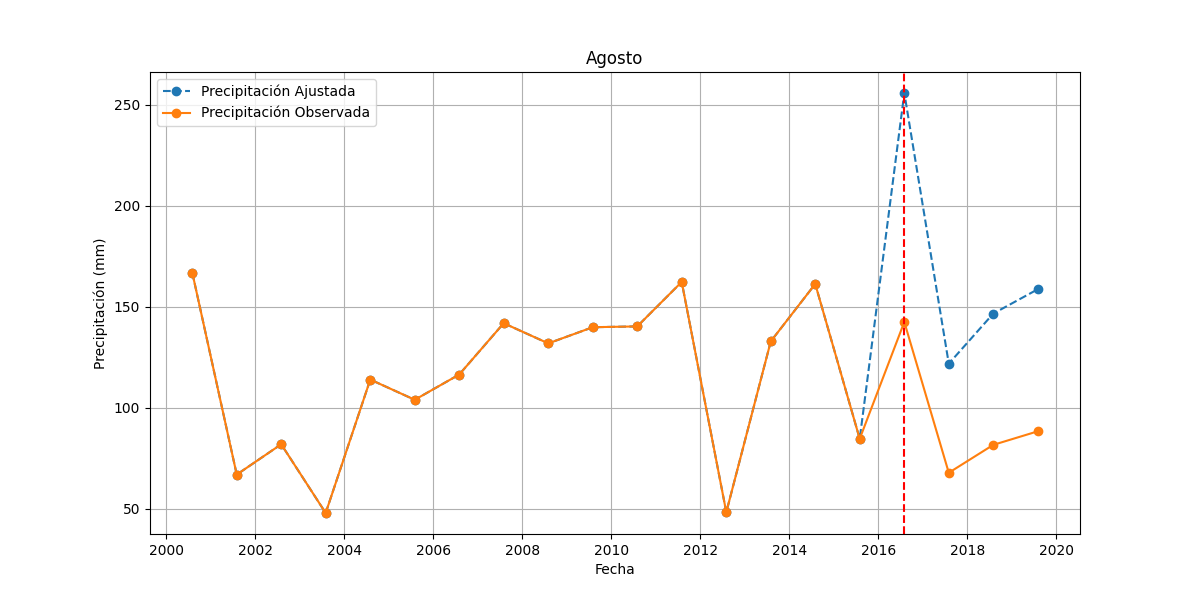 Agosto
Precipitación Ajustada
Precipitación Observada
Precipitación (mm)
250
200
150
100
50
2000 2002 2004 2006 2008 2010 2012 2014 2016 2018 2020
Fecha